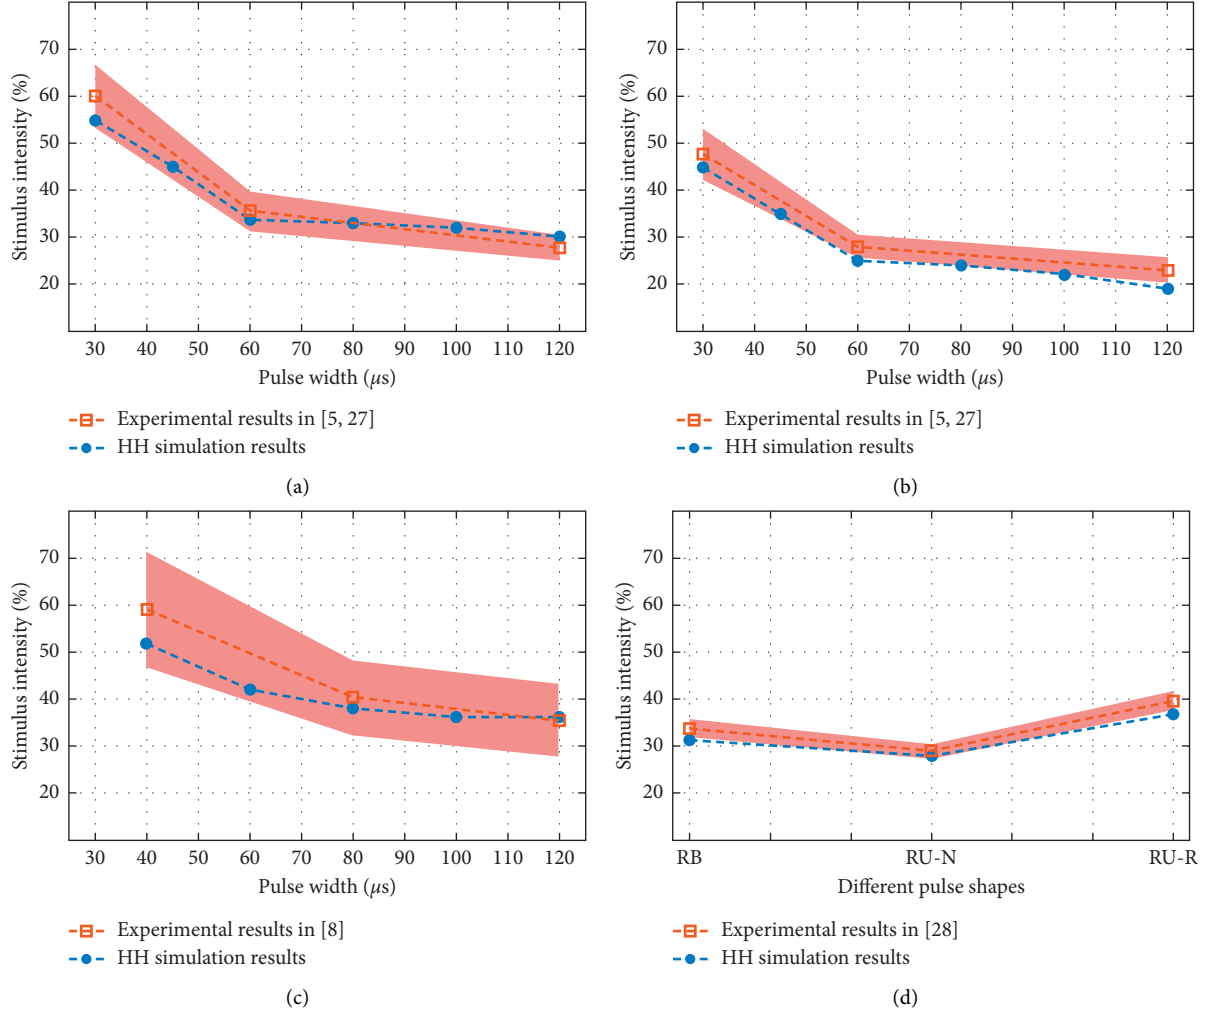 Stimulus intensity (%)
70
60
50
40
30
20
30 40 50 60 70 80 90 100 110 120
Pulse width (μs)
Experimental results in [5, 27]
HH simulation results
(a)
Stimulus intensity (%)
70
60
50
40
30
20
30 40 50 60 70 80 90 100 110 120
Pulse width (μs)
Experimental results in [5, 27]
HH simulation results
(b)
Stimulus intensity (%)
70
60
50
40
30
20
30 40 50 60 70 80 90 100 110 120
Pulse width (μs)
Experimental results in [8]
HH simulation results
(c)
Stimulus intensity (%)
70
60
50
40
30
20
RB RU-N RU-R
Different pulse shapes
Experimental results in [28]
HH simulation results
(d)